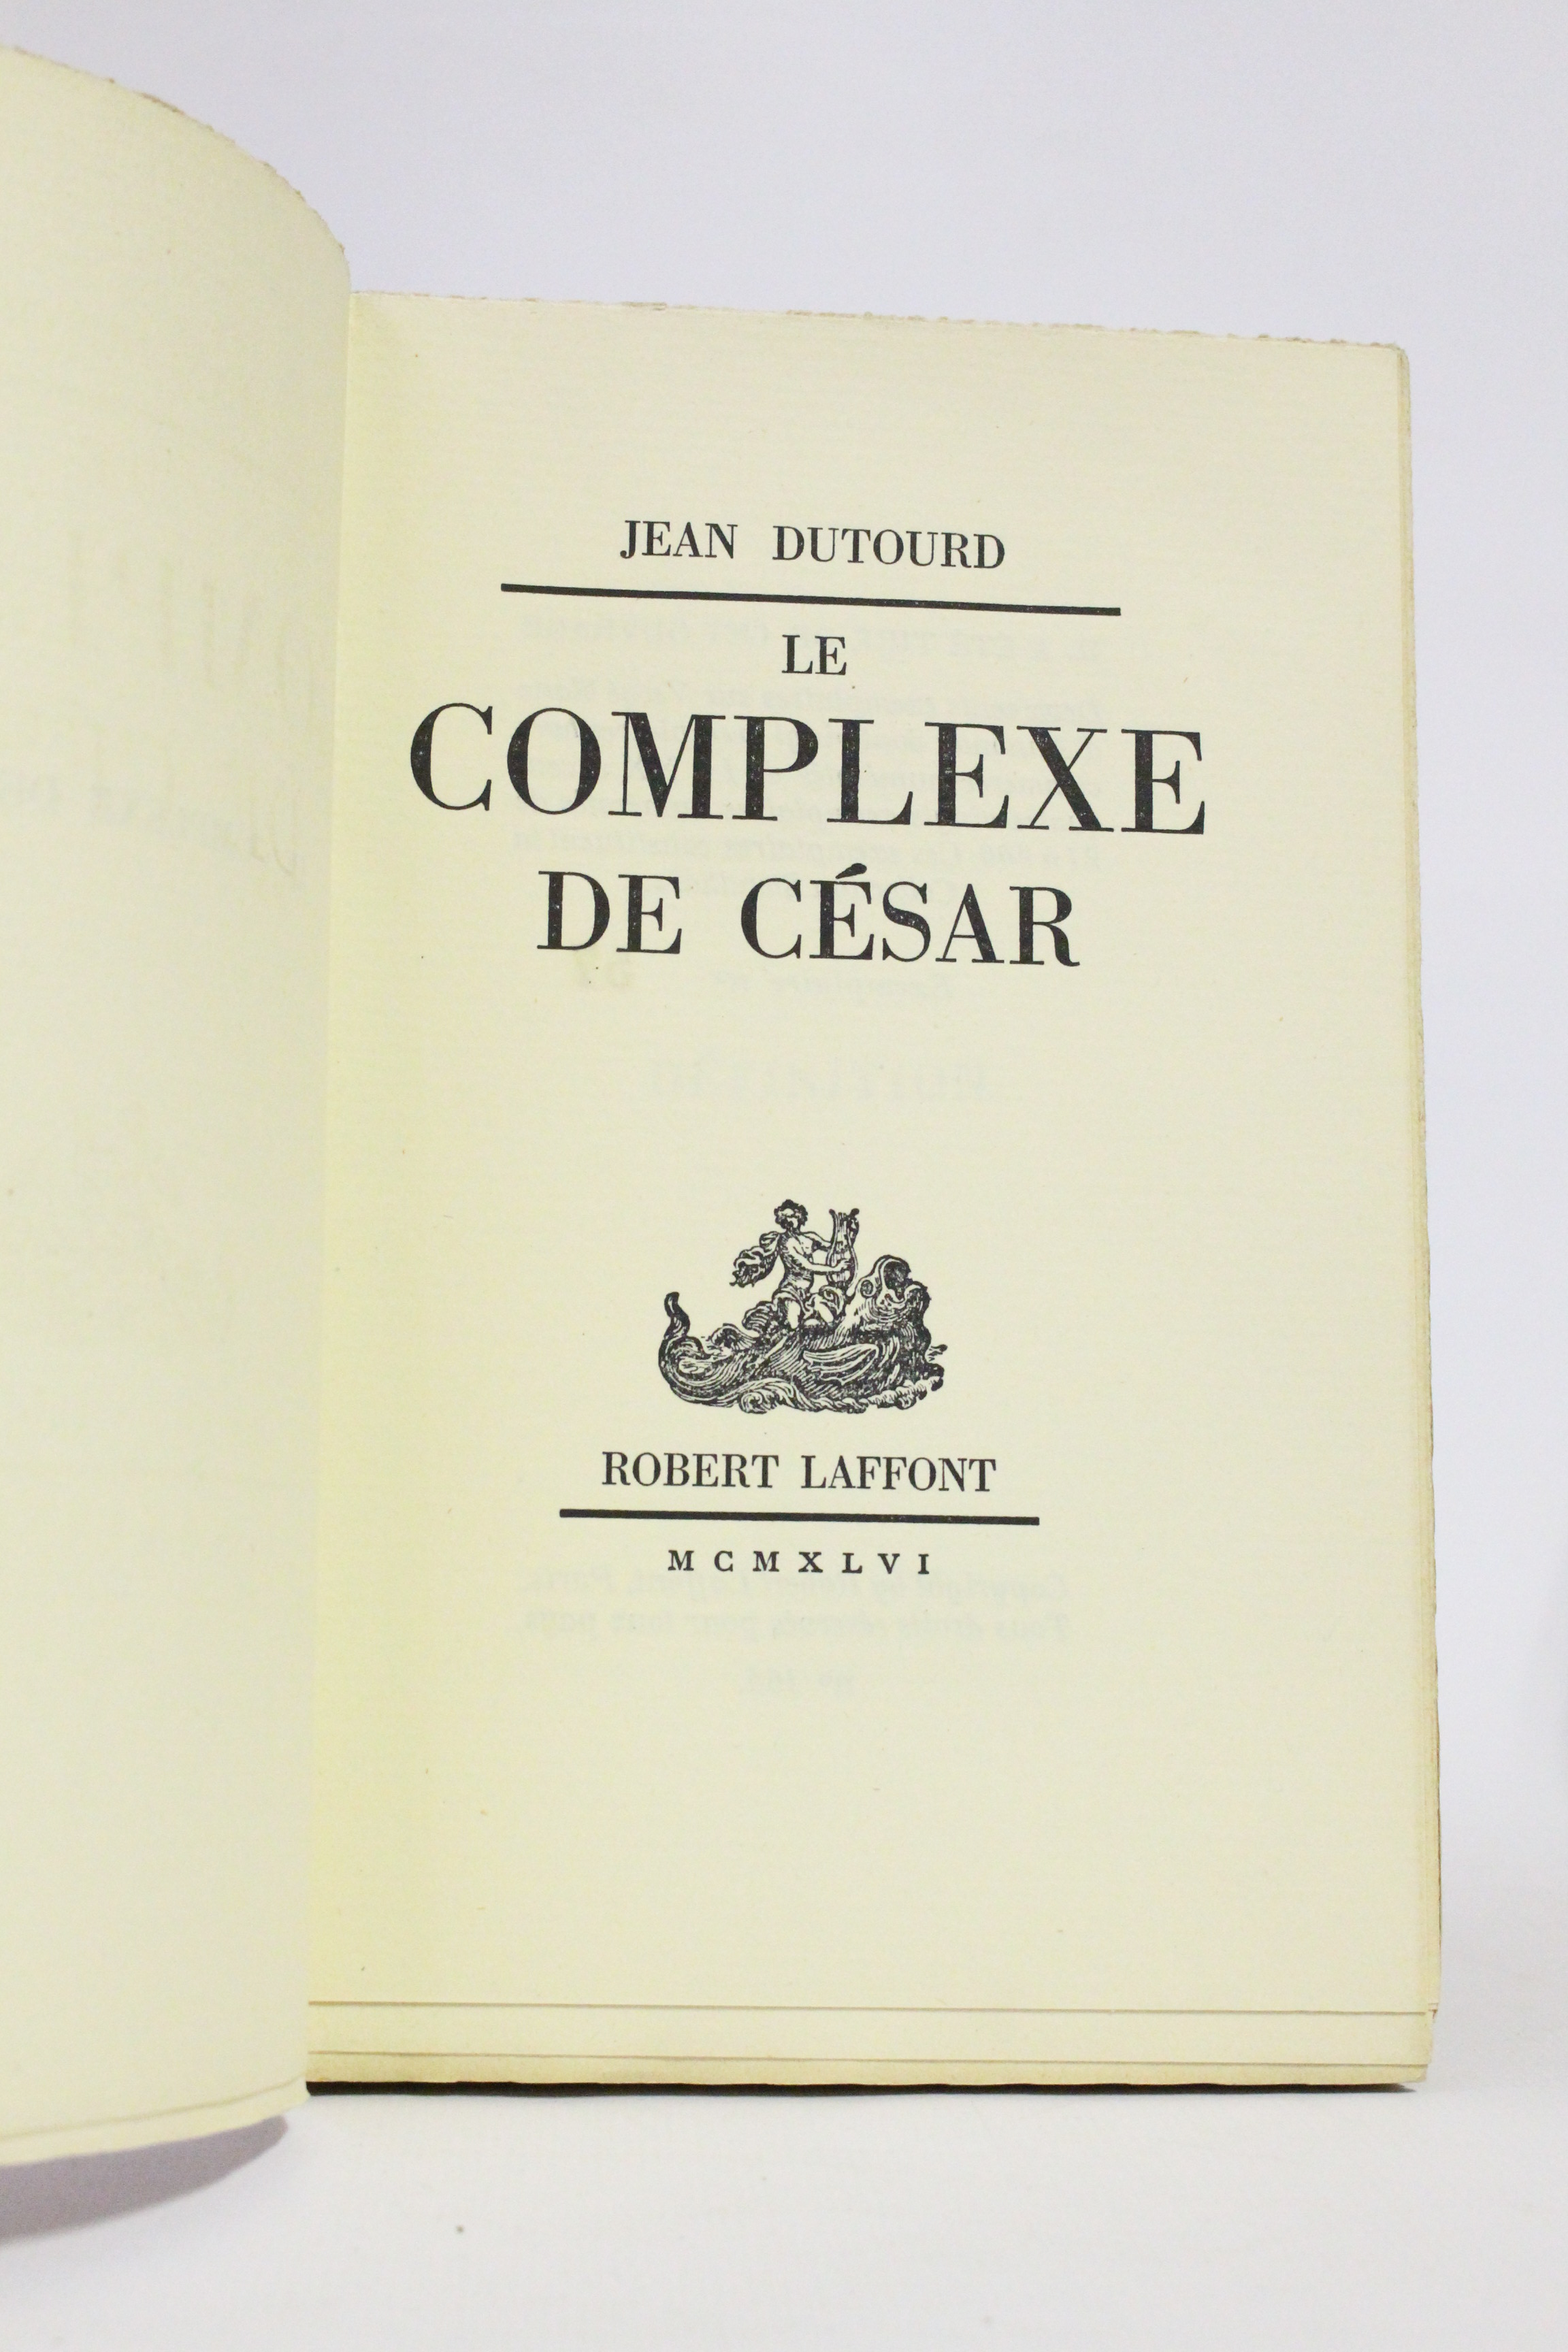 JEAN DUTOURD
LE
COMPLEXE
DE CÉSAR
ROBERT LAFFONT
MCMXLVI